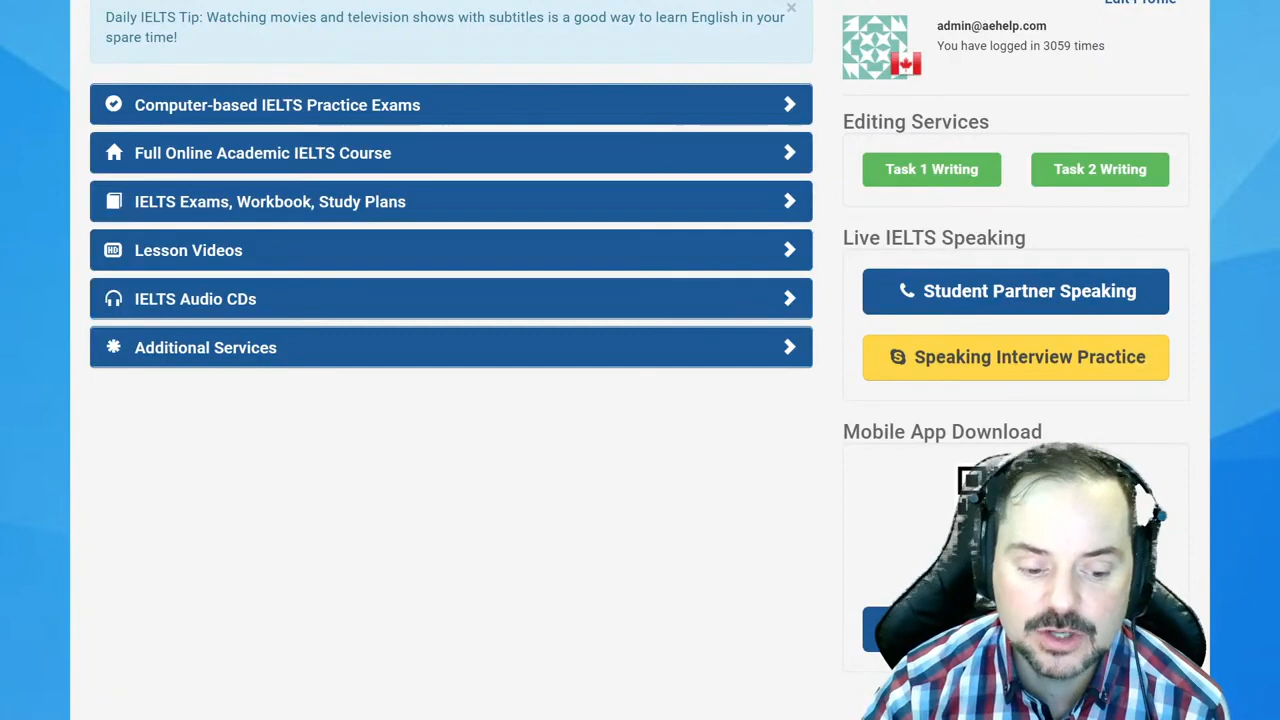 Daily IELTS Tip: Watching movies and television shows with subtitles is a good way to learn English in your
spare time!
×
Computer-based IELTS Practice Exams
Full Online Academic IELTS Course
IELTS Exams, Workbook, Study Plans
HD Lesson Videos
IELTS Audio CDs
Additional Services
Edit Profile
admin@aehelp.com
You have logged in 3059 times
Editing Services
Task 1 Writing
Task 2 Writing
Live IELTS Speaking
Student Partner Speaking
Speaking Interview Practice
Mobile App Download